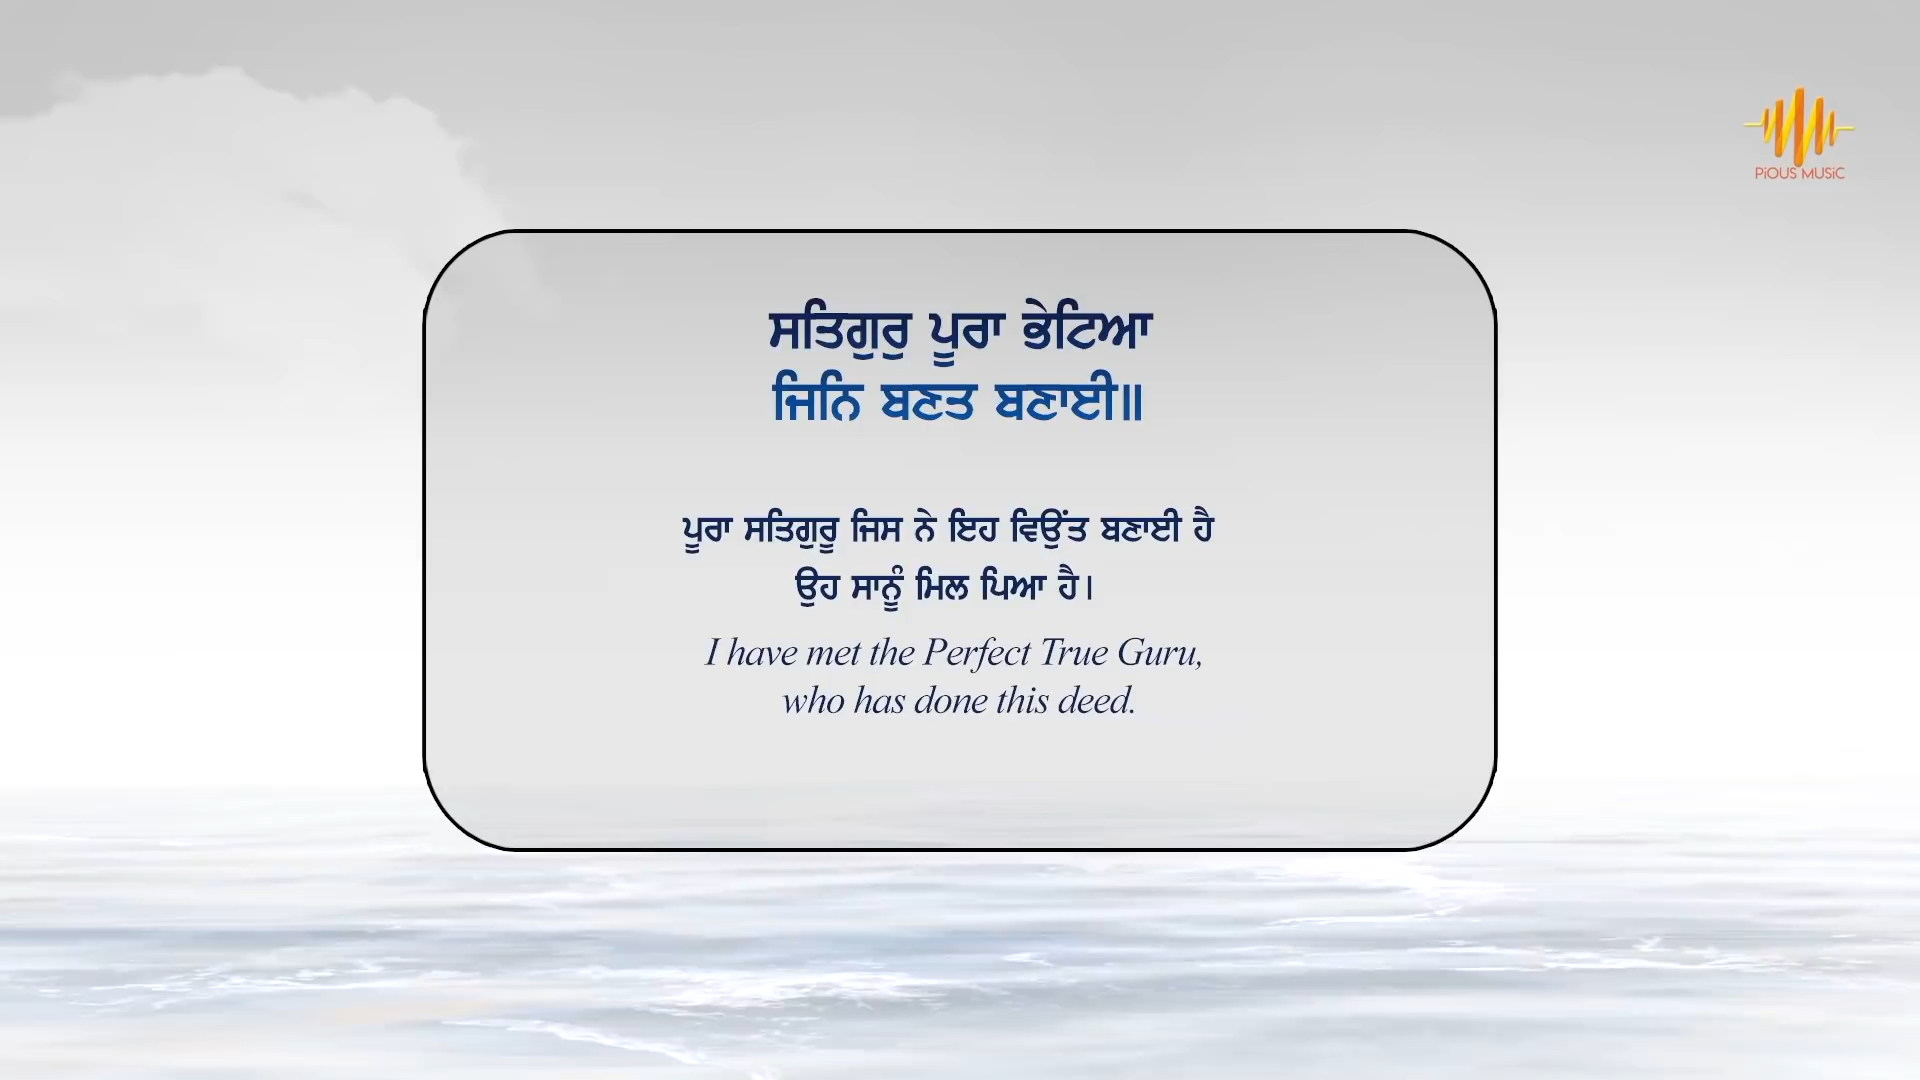 PiOUS MUSiC
ਸਤਿਗੁਰੁ ਪੂਰਾ ਭੇਟਿਆ
ਜਿਨਿ ਬਣਤ ਬਣਾਈ॥
ਪੂਰਾ ਸਤਿਗੁਰੂ ਜਿਸ ਨੇ ਇਹ ਵਿਉਂਤ ਬਣਾਈ ਹੈ
ਉਹ ਸਾਨੂੰ ਮਿਲ ਪਿਆ ਹੈ।
I have met the Perfect True Guru,
who has done this deed.